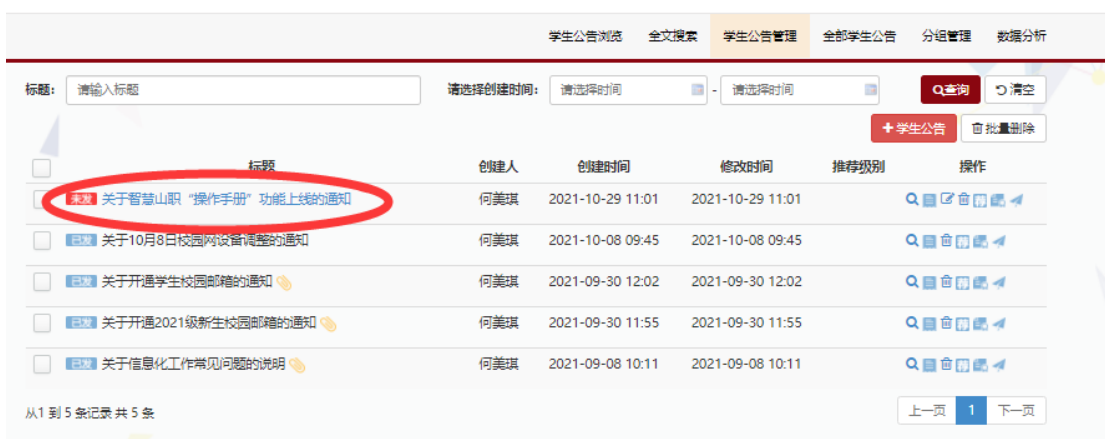 学生公告浏览 全文搜索 学生公告管理 全部学生公告 分组管理 数据分析
标题: 请输入标题 请选择创建时间: 请选择时间 - 请选择时间 查询 清空
学生公告 批量删除
标题 创建人 创建时间 修改时间 推荐级别 操作
未发 关于智慧山职“操作手册”功能上线的通知 何美琪 2021-10-29 11:01 2021-10-29 11:01 荐
已发 关于10月8日校园网设备调整的通知 何美琪 2021-10-08 09:45 2021-10-08 09:45 荐
已发 关于开通学生校园邮箱的通知 何美琪 2021-09-30 12:02 2021-09-30 12:02 荐
已发 关于开通2021级新生校园邮箱的通知 何美琪 2021-09-30 11:55 2021-09-30 11:55 荐
已发 关于信息化工作常见问题的说明 何美琪 2021-09-08 10:11 2021-09-08 10:11 荐
从1 到 5 条记录 共 5 条 上一页 1 下一页